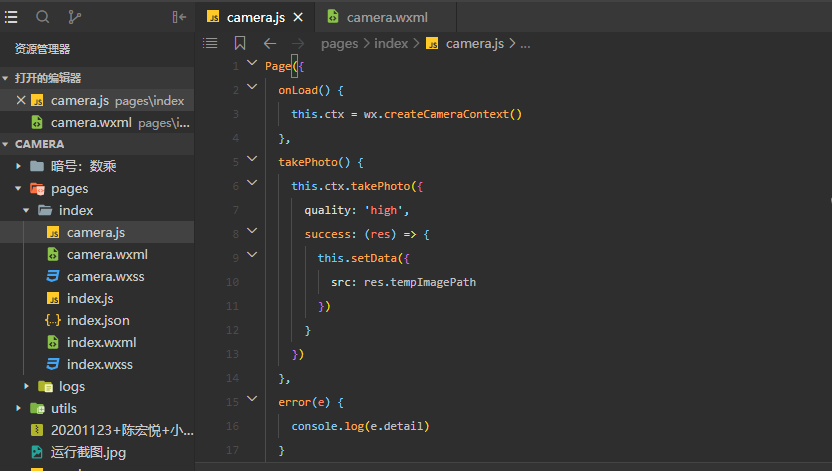 camera.js
camera.wxml
资源管理器
pages > index > camera.js > ...
打开的编辑器
camera.js pages\index
camera.wxml pages\i...
CAMERA
暗号：数乘
pages
index
camera.js
camera.wxml
camera.wxss
index.js
index.json
index.wxml
index.wxss
logs
utils
20201123+陈宏悦+小...
运行截图.jpg
1 Page({
2 onLoad() {
3 this.ctx = wx.createCameraContext()
4 },
5 takePhoto() {
6 this.ctx.takePhoto({
7 quality: 'high',
8 success: (res) => {
9 this.setData({
10 src: res.tempImagePath
11 })
12 }
13 })
14 },
15 error(e) {
16 console.log(e.detail)
17 }